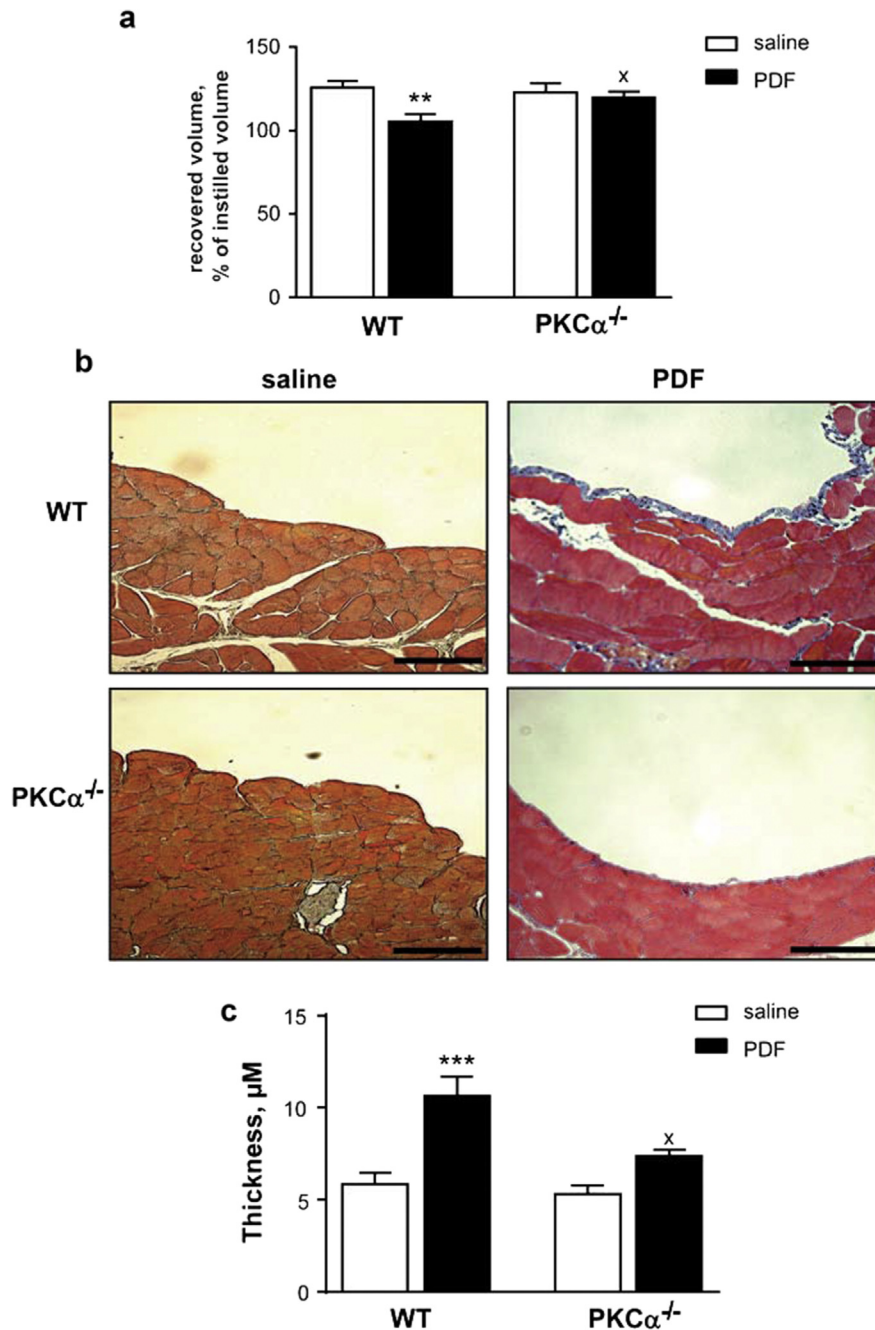 a
150
100
50
0
recovered volume,
% of instilled volume
**
x
saline
PDF
WT
PKCα-/-
b
saline
PDF
WT
PKCα-/-
c
15
10
5
0
Thickness, µM
***
x
saline
PDF
WT
PKCα-/-